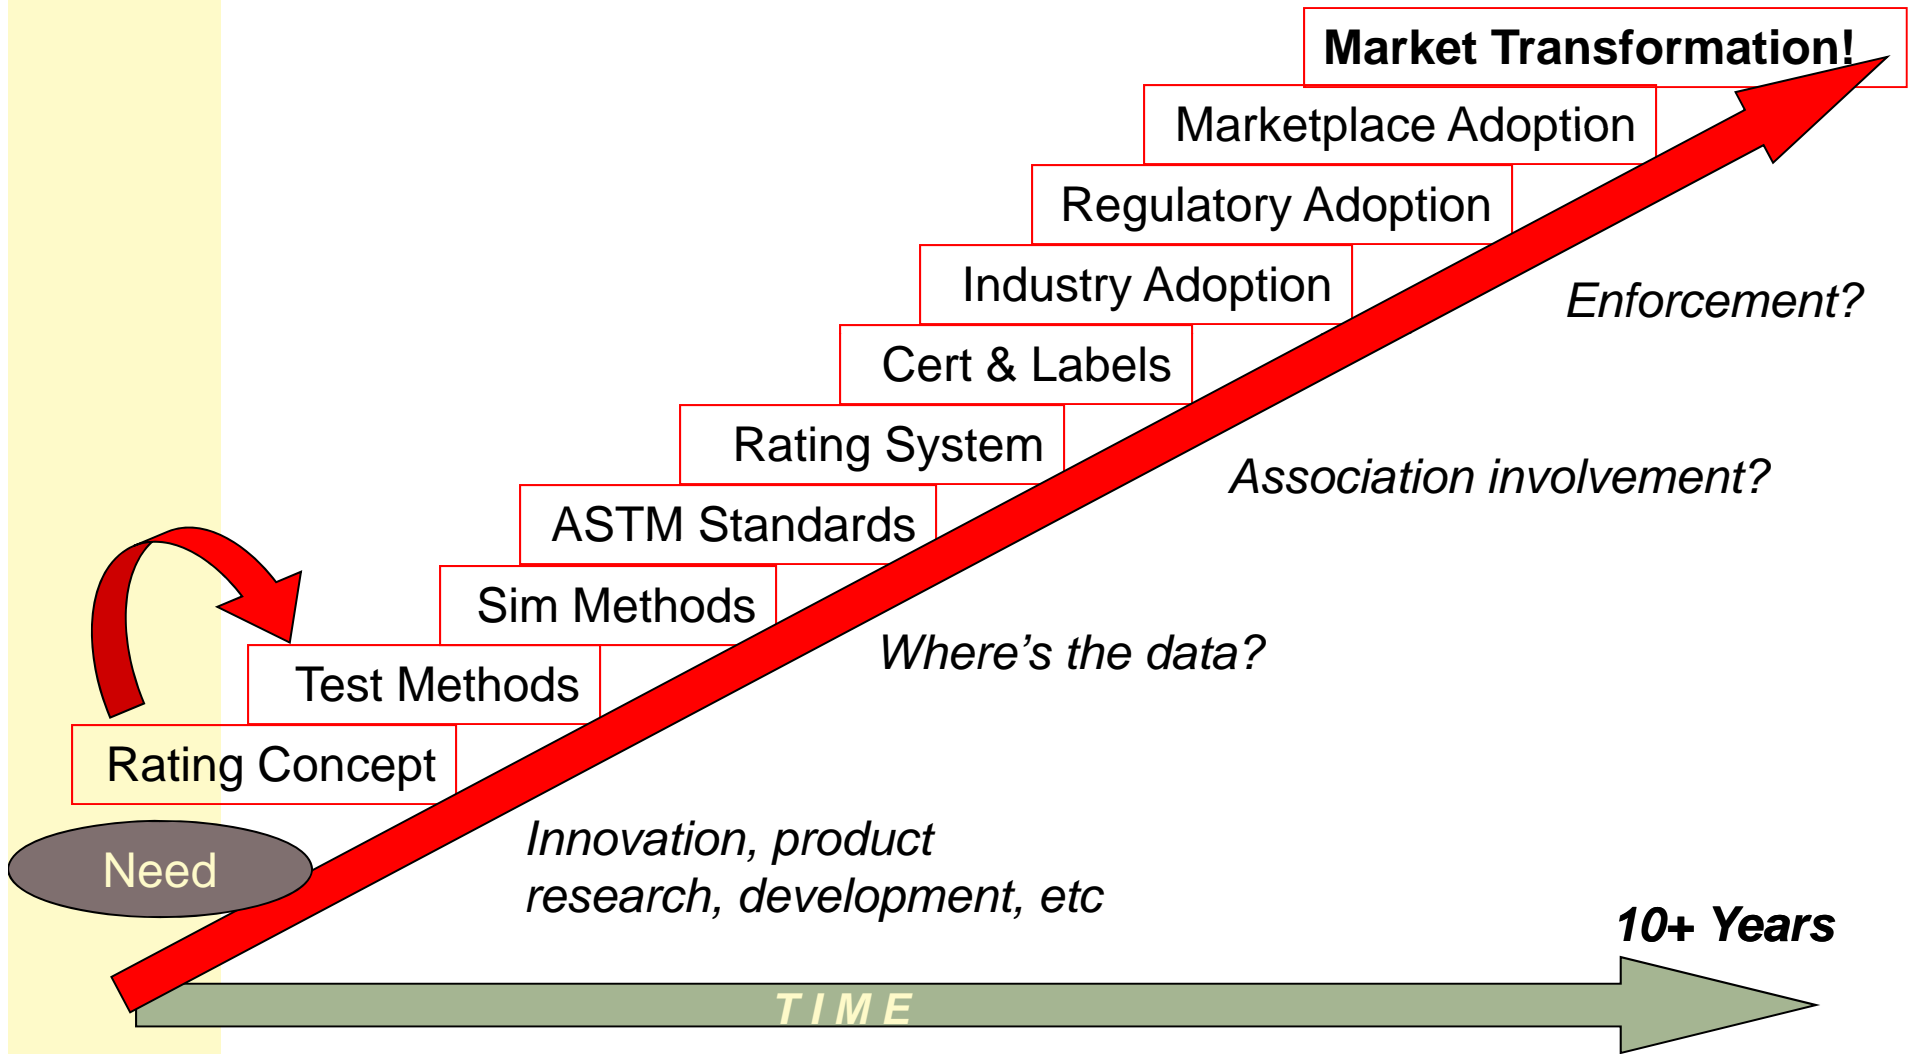 Market Transformation!
Marketplace Adoption
Regulatory Adoption
Industry Adoption
Enforcement?
Cert & Labels
Rating System
Association involvement?
ASTM Standards
Sim Methods
Where’s the data?
Test Methods
Rating Concept
Innovation, product
research, development, etc
Need
10+ Years
T I M E